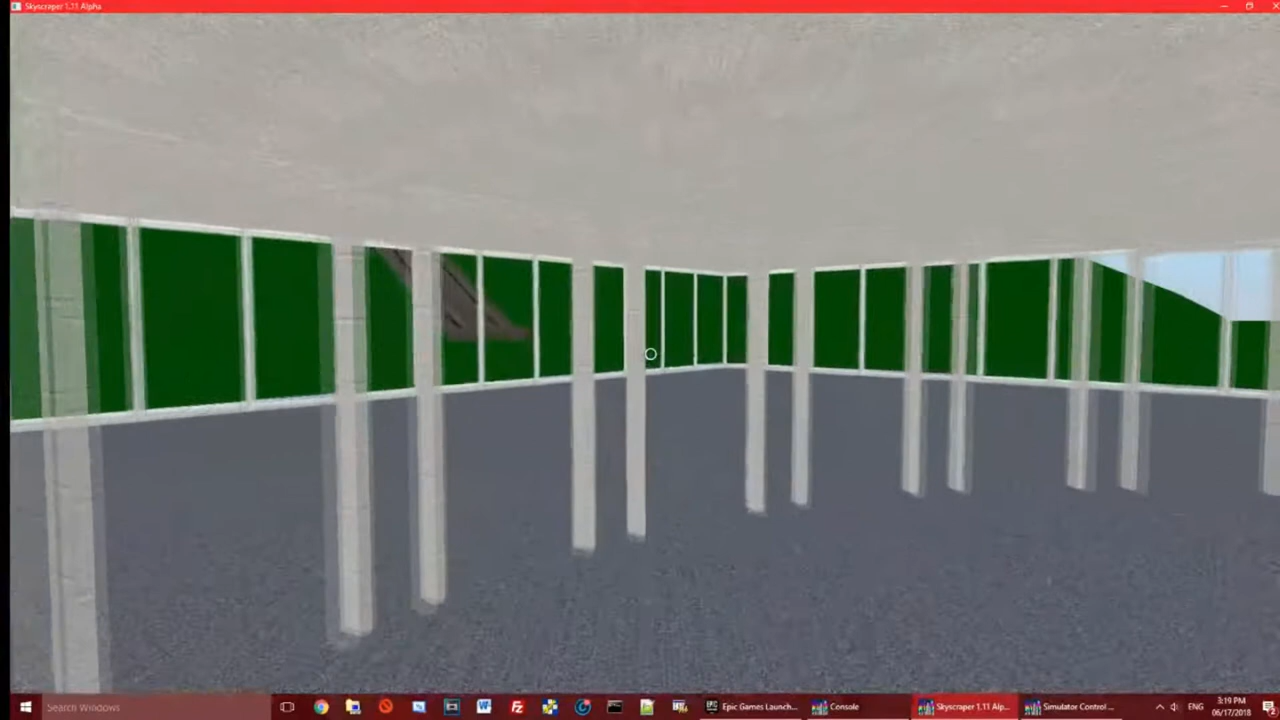 Skyscraper 1.11 Alpha
Search Windows
Epic Games Launch...
Console
Skyscraper 1.11 Alp...
Simulator Control ...
ENG
3:19 PM
06/17/2018